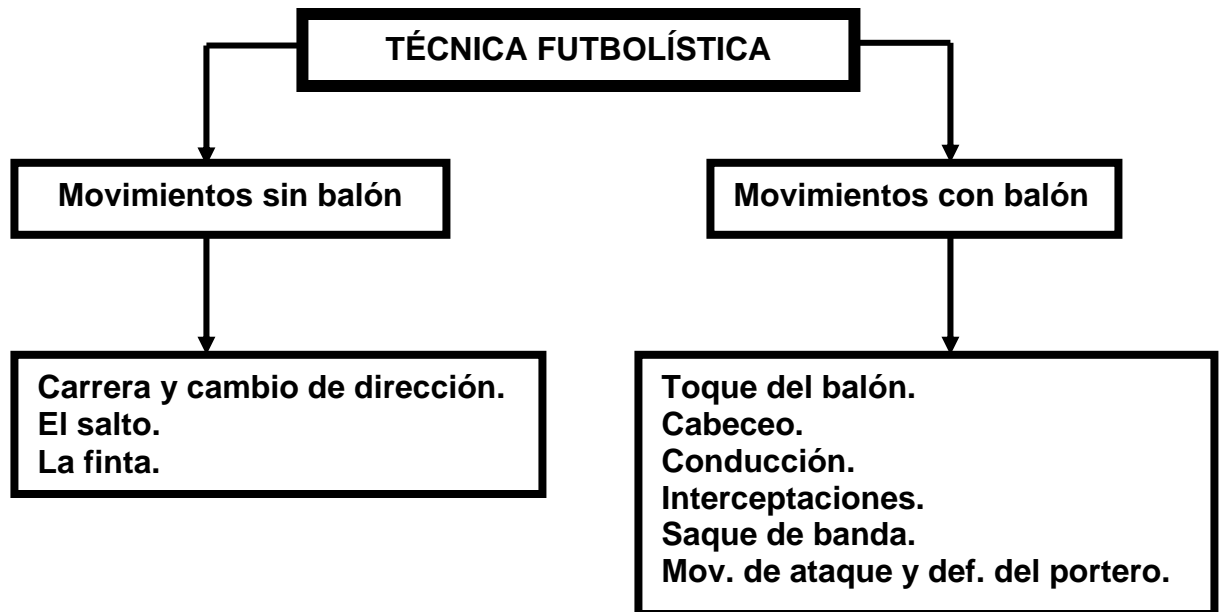 TÉCNICA FUTBOLÍSTICA
Movimientos sin balón
Movimientos con balón
Carrera y cambio de dirección.
El salto.
La finta.
Toque del balón.
Cabeceo.
Conducción.
Interceptaciones.
Saque de banda.
Mov. de ataque y def. del portero.